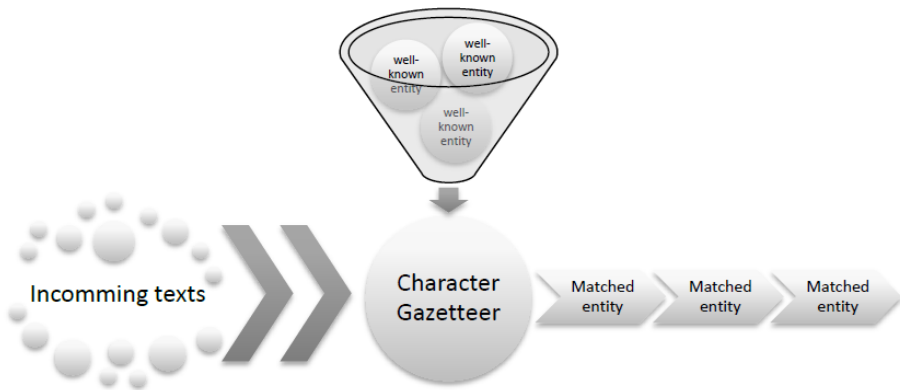 well-
known
entity
well-
known
entity
well-
known
entity
Incomming texts
Character
Gazetteer
Matched
entity
Matched
entity
Matched
entity